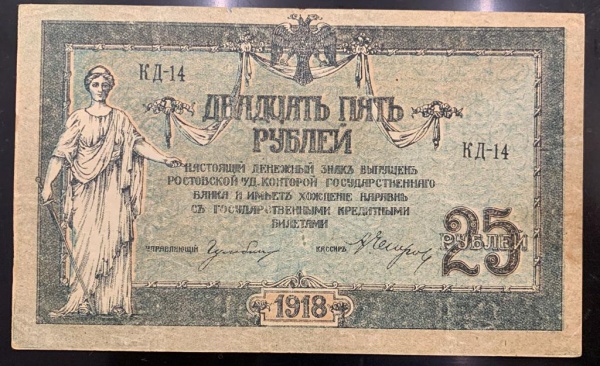 КД-14
ДВАДЦАТЬ ПЯТЬ
РУБЛЕЙ
КД-14
НАСТОЯЩІЙ ДЕНЕЖНЫЙ ЗНАКЪ ВЫПУЩЕНЪ
РОСТОВСКОЙ н/Д. КОНТОРОЙ ГОСУДАРСТВЕННАГО
БАНКА И ИМѢЕТЪ ХОЖДЕНІЕ НАРАВНѢ
СЪ ГОСУДАРСТВЕННЫМИ КРЕДИТНЫМИ
БИЛЕТАМИ
УПРАВЛЯЮЩІЙ
КАССИРЪ
25
РУБЛЕЙ
1918